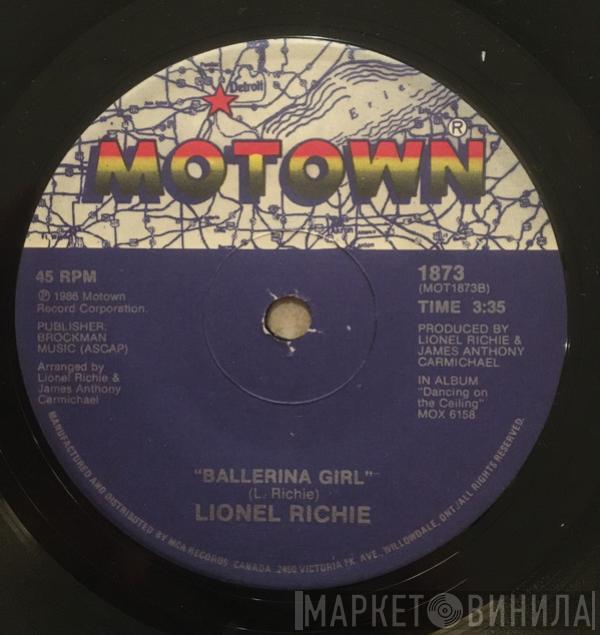 Detroit
Erie
MOTOWN®
45 RPM
℗ 1986 Motown
Record Corporation.
PUBLISHER:
BROCKMAN
MUSIC (ASCAP)
Arranged by
Lionel Richie &
James Anthony
Carmichael
1873
(MOT1873B)
TIME 3:35
PRODUCED BY
LIONEL RICHIE &
JAMES ANTHONY
CARMICHAEL
IN ALBUM
"Dancing on
the Ceiling"
MOX 6158
"BALLERINA GIRL"
(L. Richie)
LIONEL RICHIE
MANUFACTURED AND DISTRIBUTED BY MCA RECORDS CANADA, 2450 VICTORIA PK. AVE., WILLOWDALE, ONT./ALL RIGHTS RESERVED.
МАРКЕТ ВИНИЛА